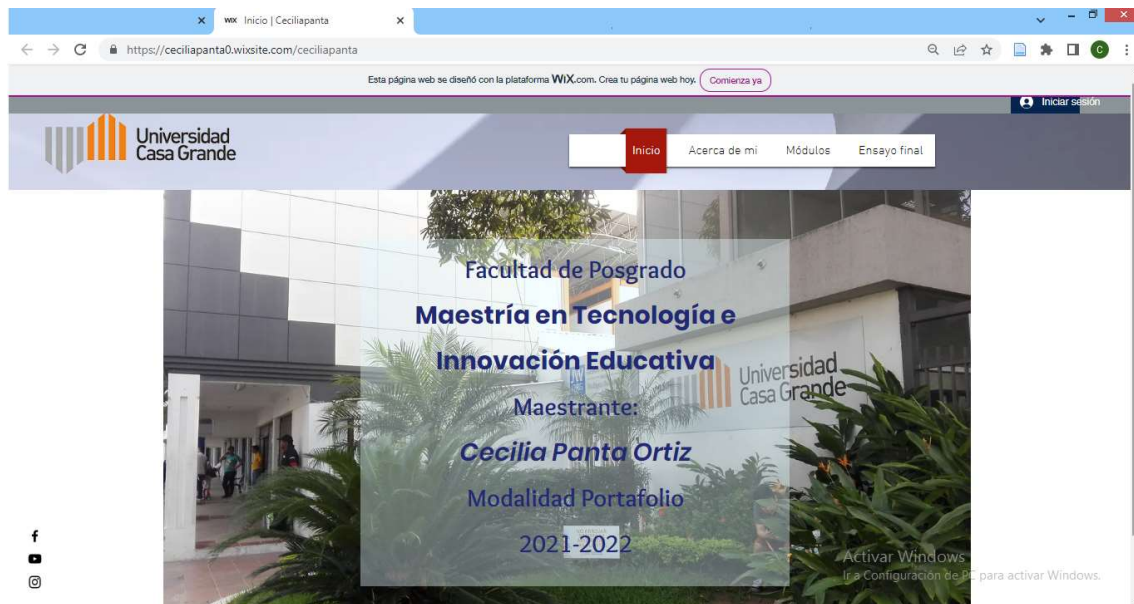 WiX Inicio | Ceciliapanta
https://ceciliapanta0.wixsite.com/ceciliapanta
C
Esta página web se diseñó con la plataforma WiX.com. Crea tu página web hoy. Comienza ya
Iniciar sesión
Universidad
Casa Grande
Inicio Acerca de mi Módulos Ensayo final
Facultad de Posgrado
Maestría en Tecnología e
Innovación Educativa
Universidad
Casa Grande
Maestrante:
Cecilia Panta Ortiz
Modalidad Portafolio
2021-2022
Activar Windows
Ir a Configuración de PC para activar Windows.